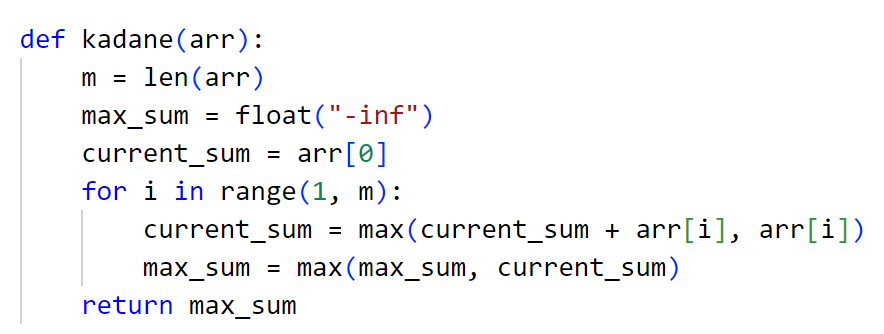 def kadane(arr):
    m = len(arr)
    max_sum = float("-inf")
    current_sum = arr[0]
    for i in range(1, m):
        current_sum = max(current_sum + arr[i], arr[i])
        max_sum = max(max_sum, current_sum)
    return max_sum